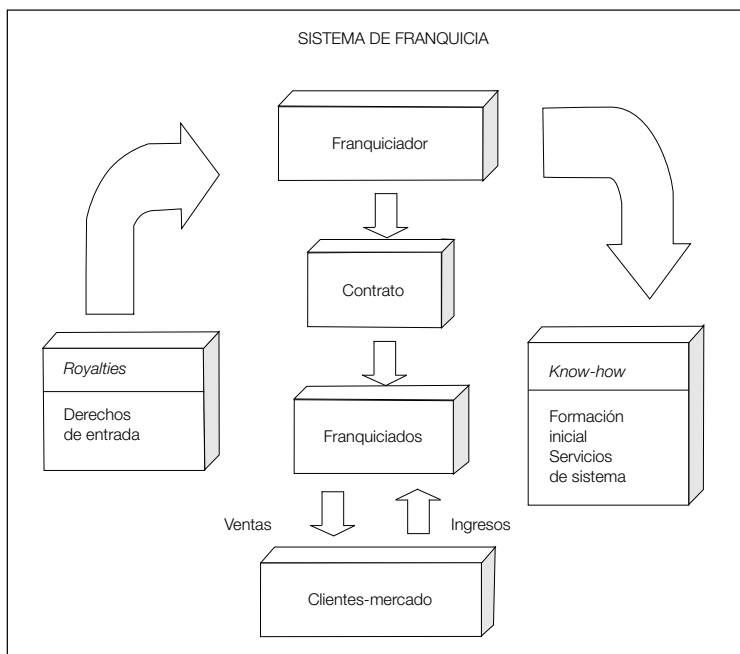 SISTEMA DE FRANQUICIA
Franquiciador
Contrato
Royalties
Derechos
de entrada
Know-how
Formación
inicial
Servicios
de sistema
Franquiciados
Ventas
Ingresos
Clientes-mercado